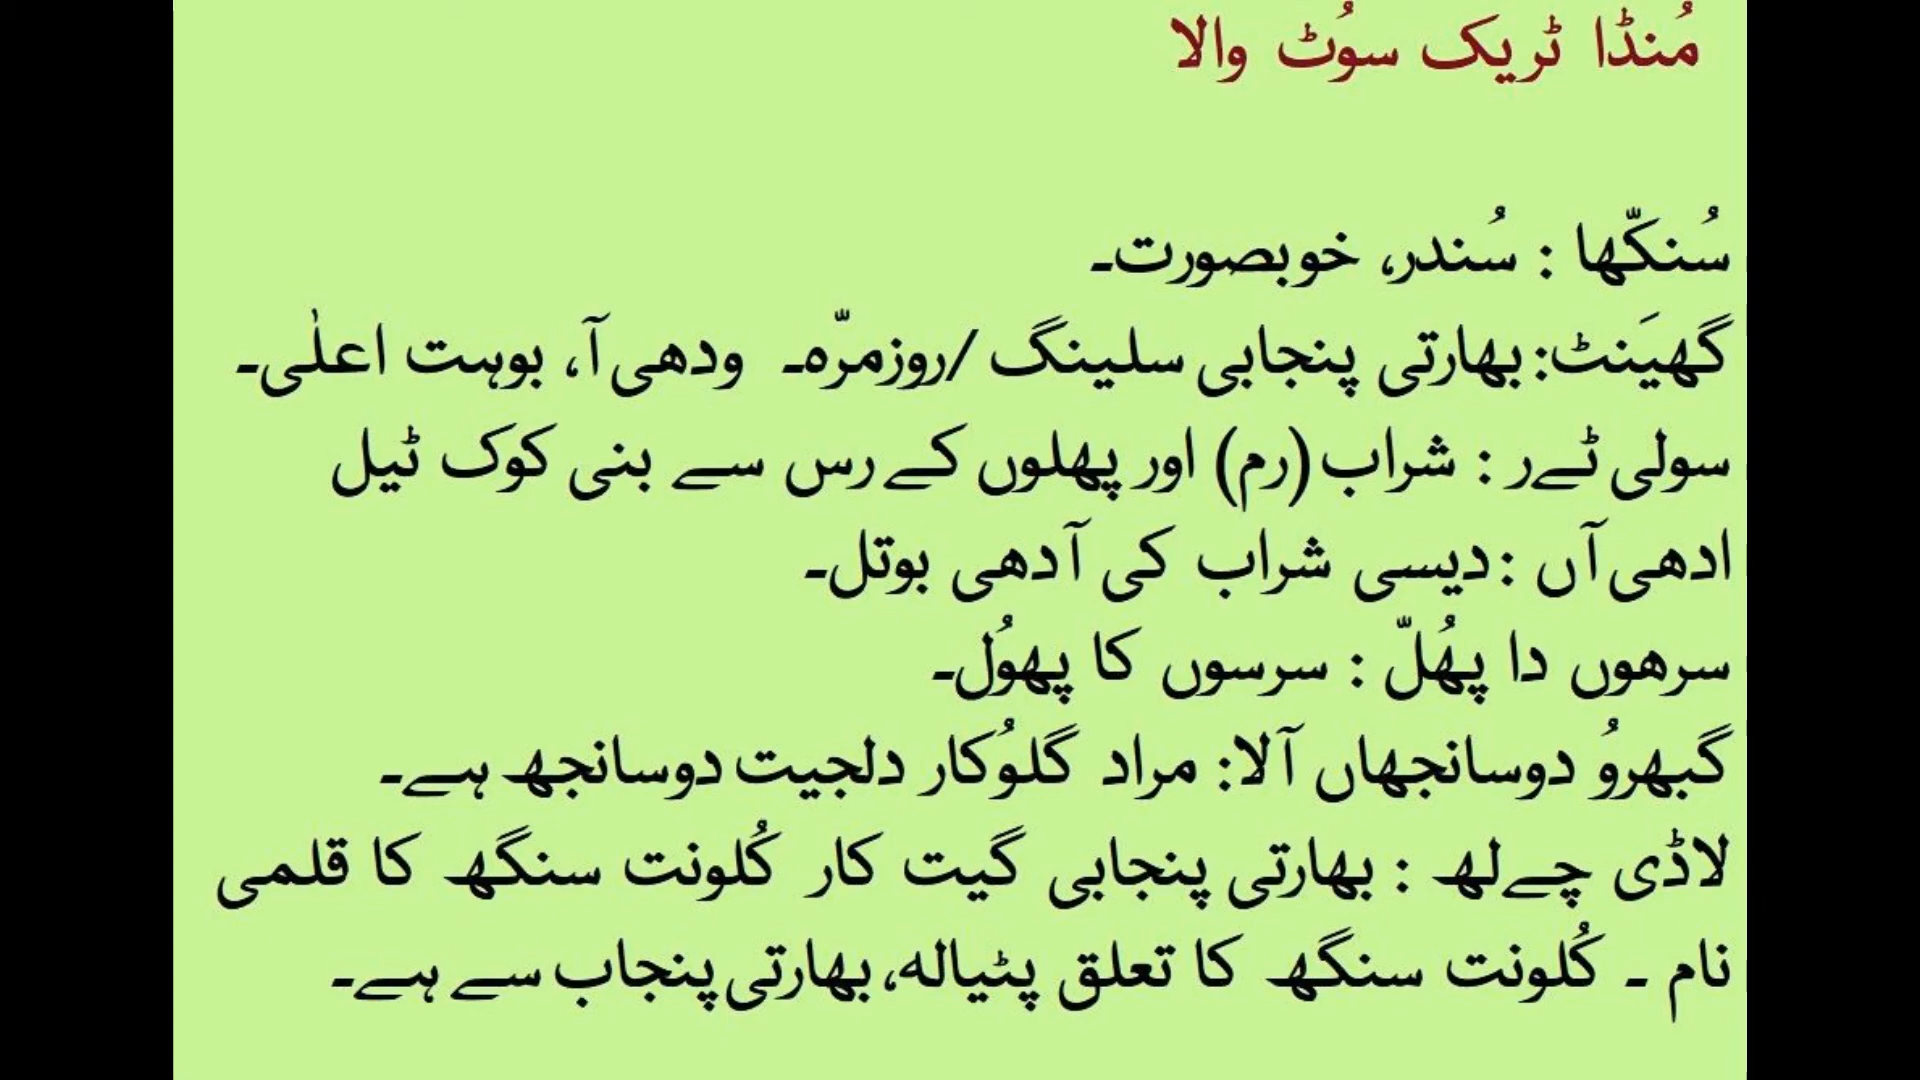 مُنڈا ٹریک سوُٹ والا
سُنکّھا : سُندر، خوبصورت۔
گھیَنٹ: بھارتی پنجابی سلینگ /روزمرّہ۔ ودھی آ، بوہت اعلٰی۔
سولی ٹےر : شراب (رم) اور پھلوں کے رس سے بنی کوک ٹیل
ادھی آں : دیسی شراب کی آدھی بوتل۔
سرھوں دا پھُلّ : سرسوں کا پھوُل۔
گبھروُ دوسانجھاں آلا: مراد گلوُکار دلجیت دوسانجھ ہے۔
لاڈی چےلھ : بھارتی پنجابی گیت کار کُلونت سنگھ کا قلمی
نام ۔ کُلونت سنگھ کا تعلق پٹیالہ، بھارتی پنجاب سے ہے۔